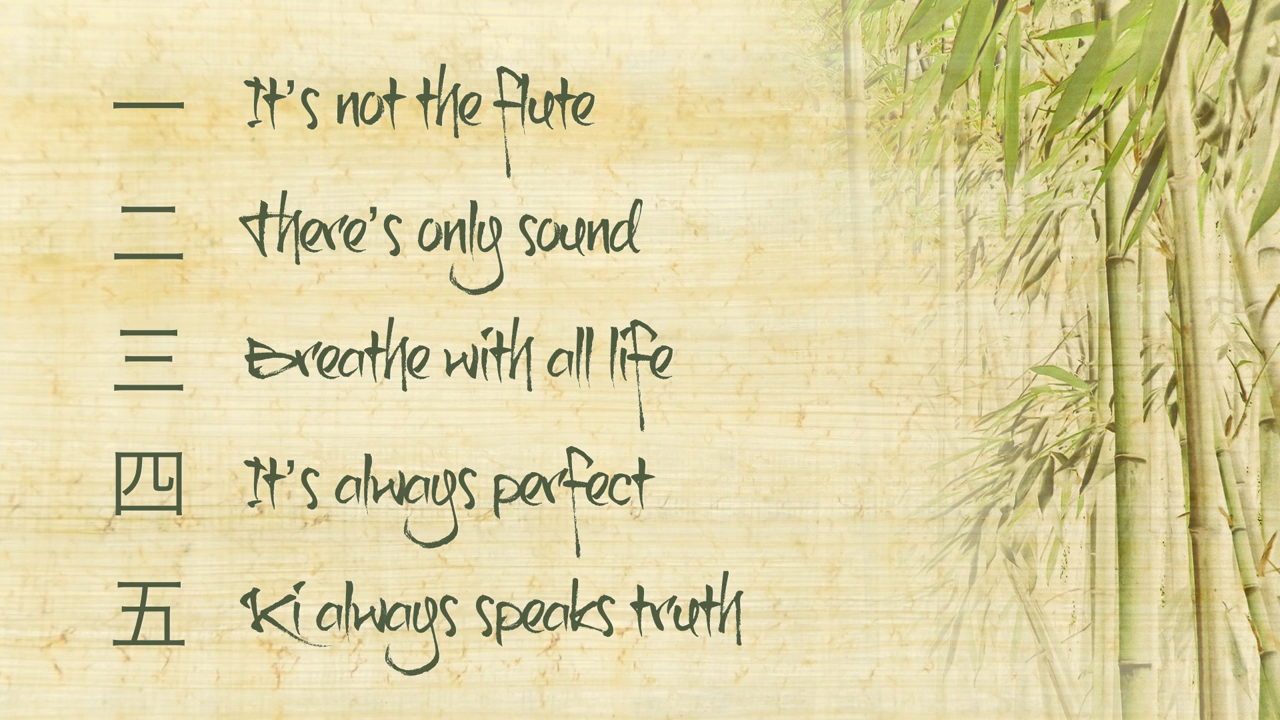 一 It's not the flute
二 There's only sound
三 Breathe with all life
四 It's always perfect
五 Ki always speaks truth